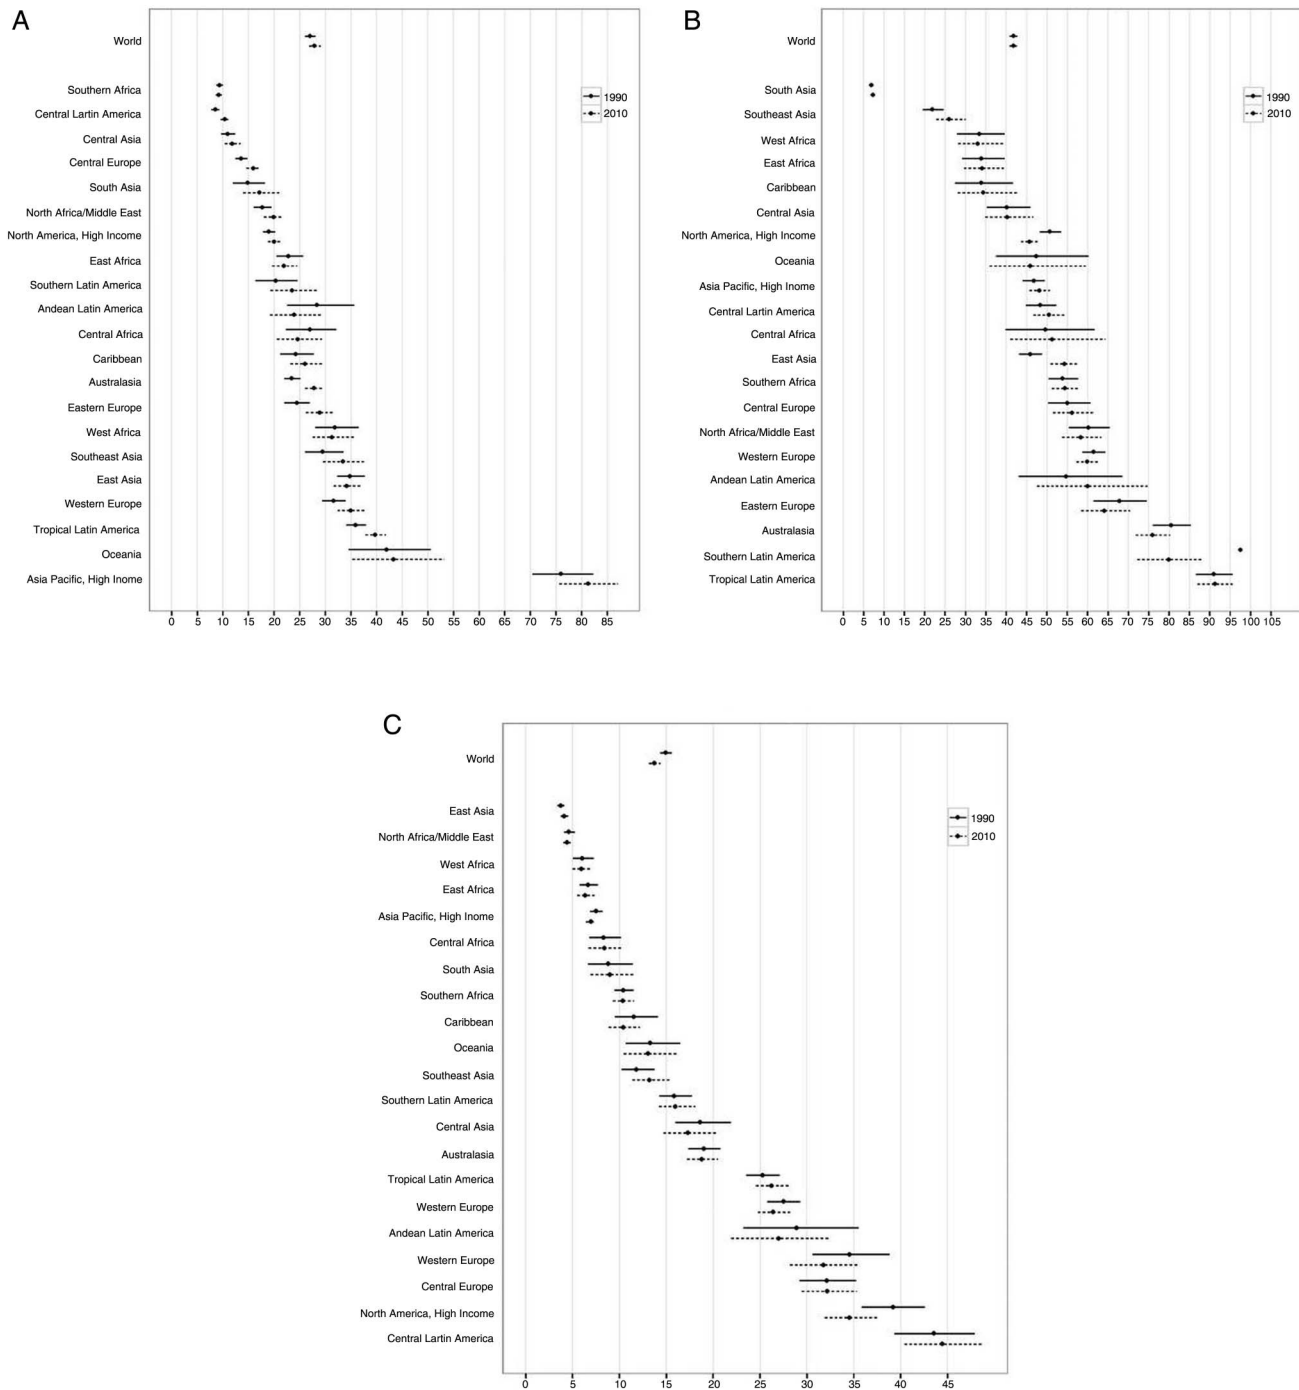 A
World
Southern Africa
Central Lartin America
Central Asia
Central Europe
South Asia
North Africa/Middle East
North America, High Income
East Africa
Southern Latin America
Andean Latin America
Central Africa
Caribbean
Australasia
Eastern Europe
West Africa
Southeast Asia
East Asia
Western Europe
Tropical Latin America
Oceania
Asia Pacific, High Inome
1990
2010
0 5 10 15 20 25 30 35 40 45 50 55 60 65 70 75 80 85
B
World
South Asia
Southeast Asia
West Africa
East Africa
Caribbean
Central Asia
North America, High Income
Oceania
Asia Pacific, High Inome
Central Lartin America
Central Africa
East Asia
Southern Africa
Central Europe
North Africa/Middle East
Western Europe
Andean Latin America
Eastern Europe
Australasia
Southern Latin America
Tropical Latin America
1990
2010
0 5 10 15 20 25 30 35 40 45 50 55 60 65 70 75 80 85 90 95 100 105
C
World
East Asia
North Africa/Middle East
West Africa
East Africa
Asia Pacific, High Inome
Central Africa
South Asia
Southern Africa
Caribbean
Oceania
Southeast Asia
Southern Latin America
Central Asia
Australasia
Tropical Latin America
Western Europe
Andean Latin America
Western Europe
Central Europe
North America, High Income
Central Lartin America
1990
2010
0 5 10 15 20 25 30 35 40 45